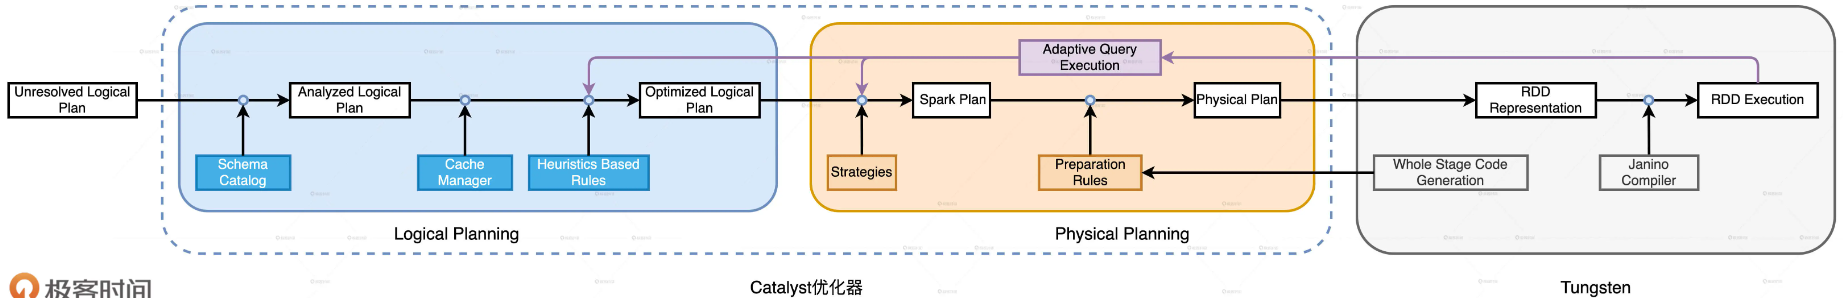 Adaptive Query
Execution
Unresolved Logical
Plan
Analyzed Logical
Plan
Optimized Logical
Plan
Spark Plan
Physical Plan
RDD
Representation
RDD Execution
Schema
Catalog
Cache
Manager
Heuristics Based
Rules
Strategies
Preparation
Rules
Whole Stage Code
Generation
Janino
Compiler
Logical Planning
Physical Planning
Catalyst优化器
Tungsten
极客时间